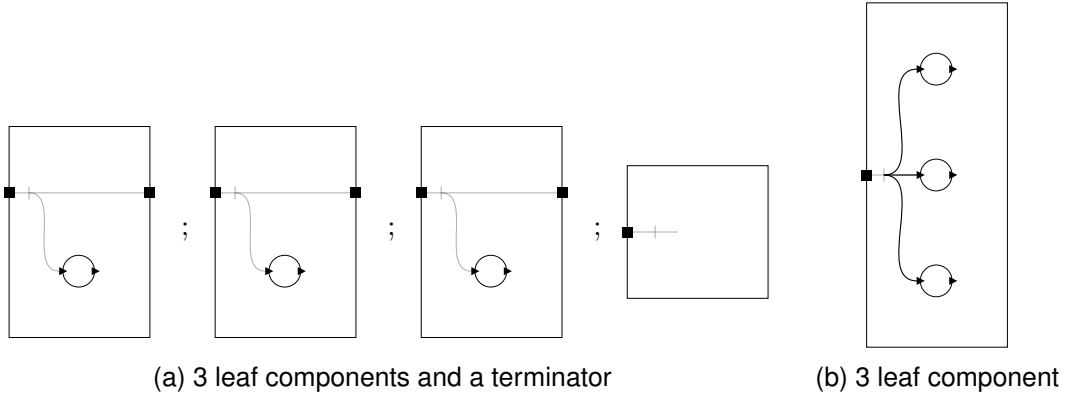 ; ; ;
(a) 3 leaf components and a terminator
(b) 3 leaf component